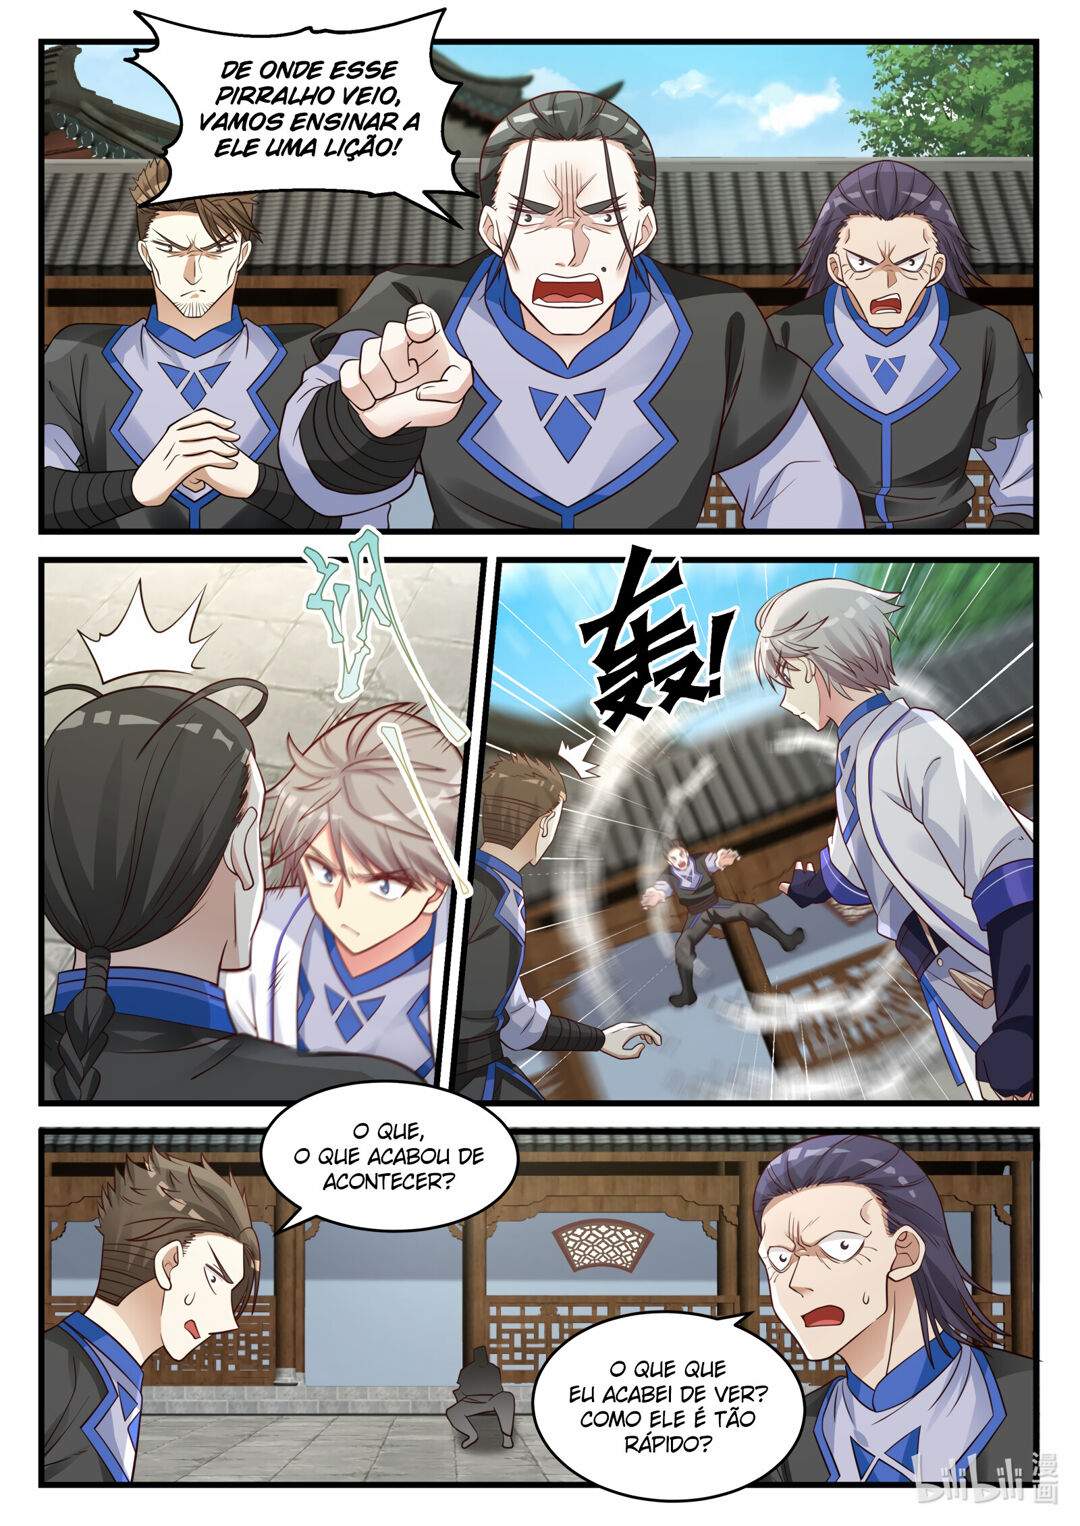 DE ONDE ESSE
PIRRALHO VEIO,
VAMOS ENSINAR A
ELE UMA LIÇÃO!
轰!
O QUE,
O QUE ACABOU DE
ACONTECER?
O QUE QUE
EU ACABEI DE VER?
COMO ELE É TÃO
RÁPIDO?
bilibili 漫画